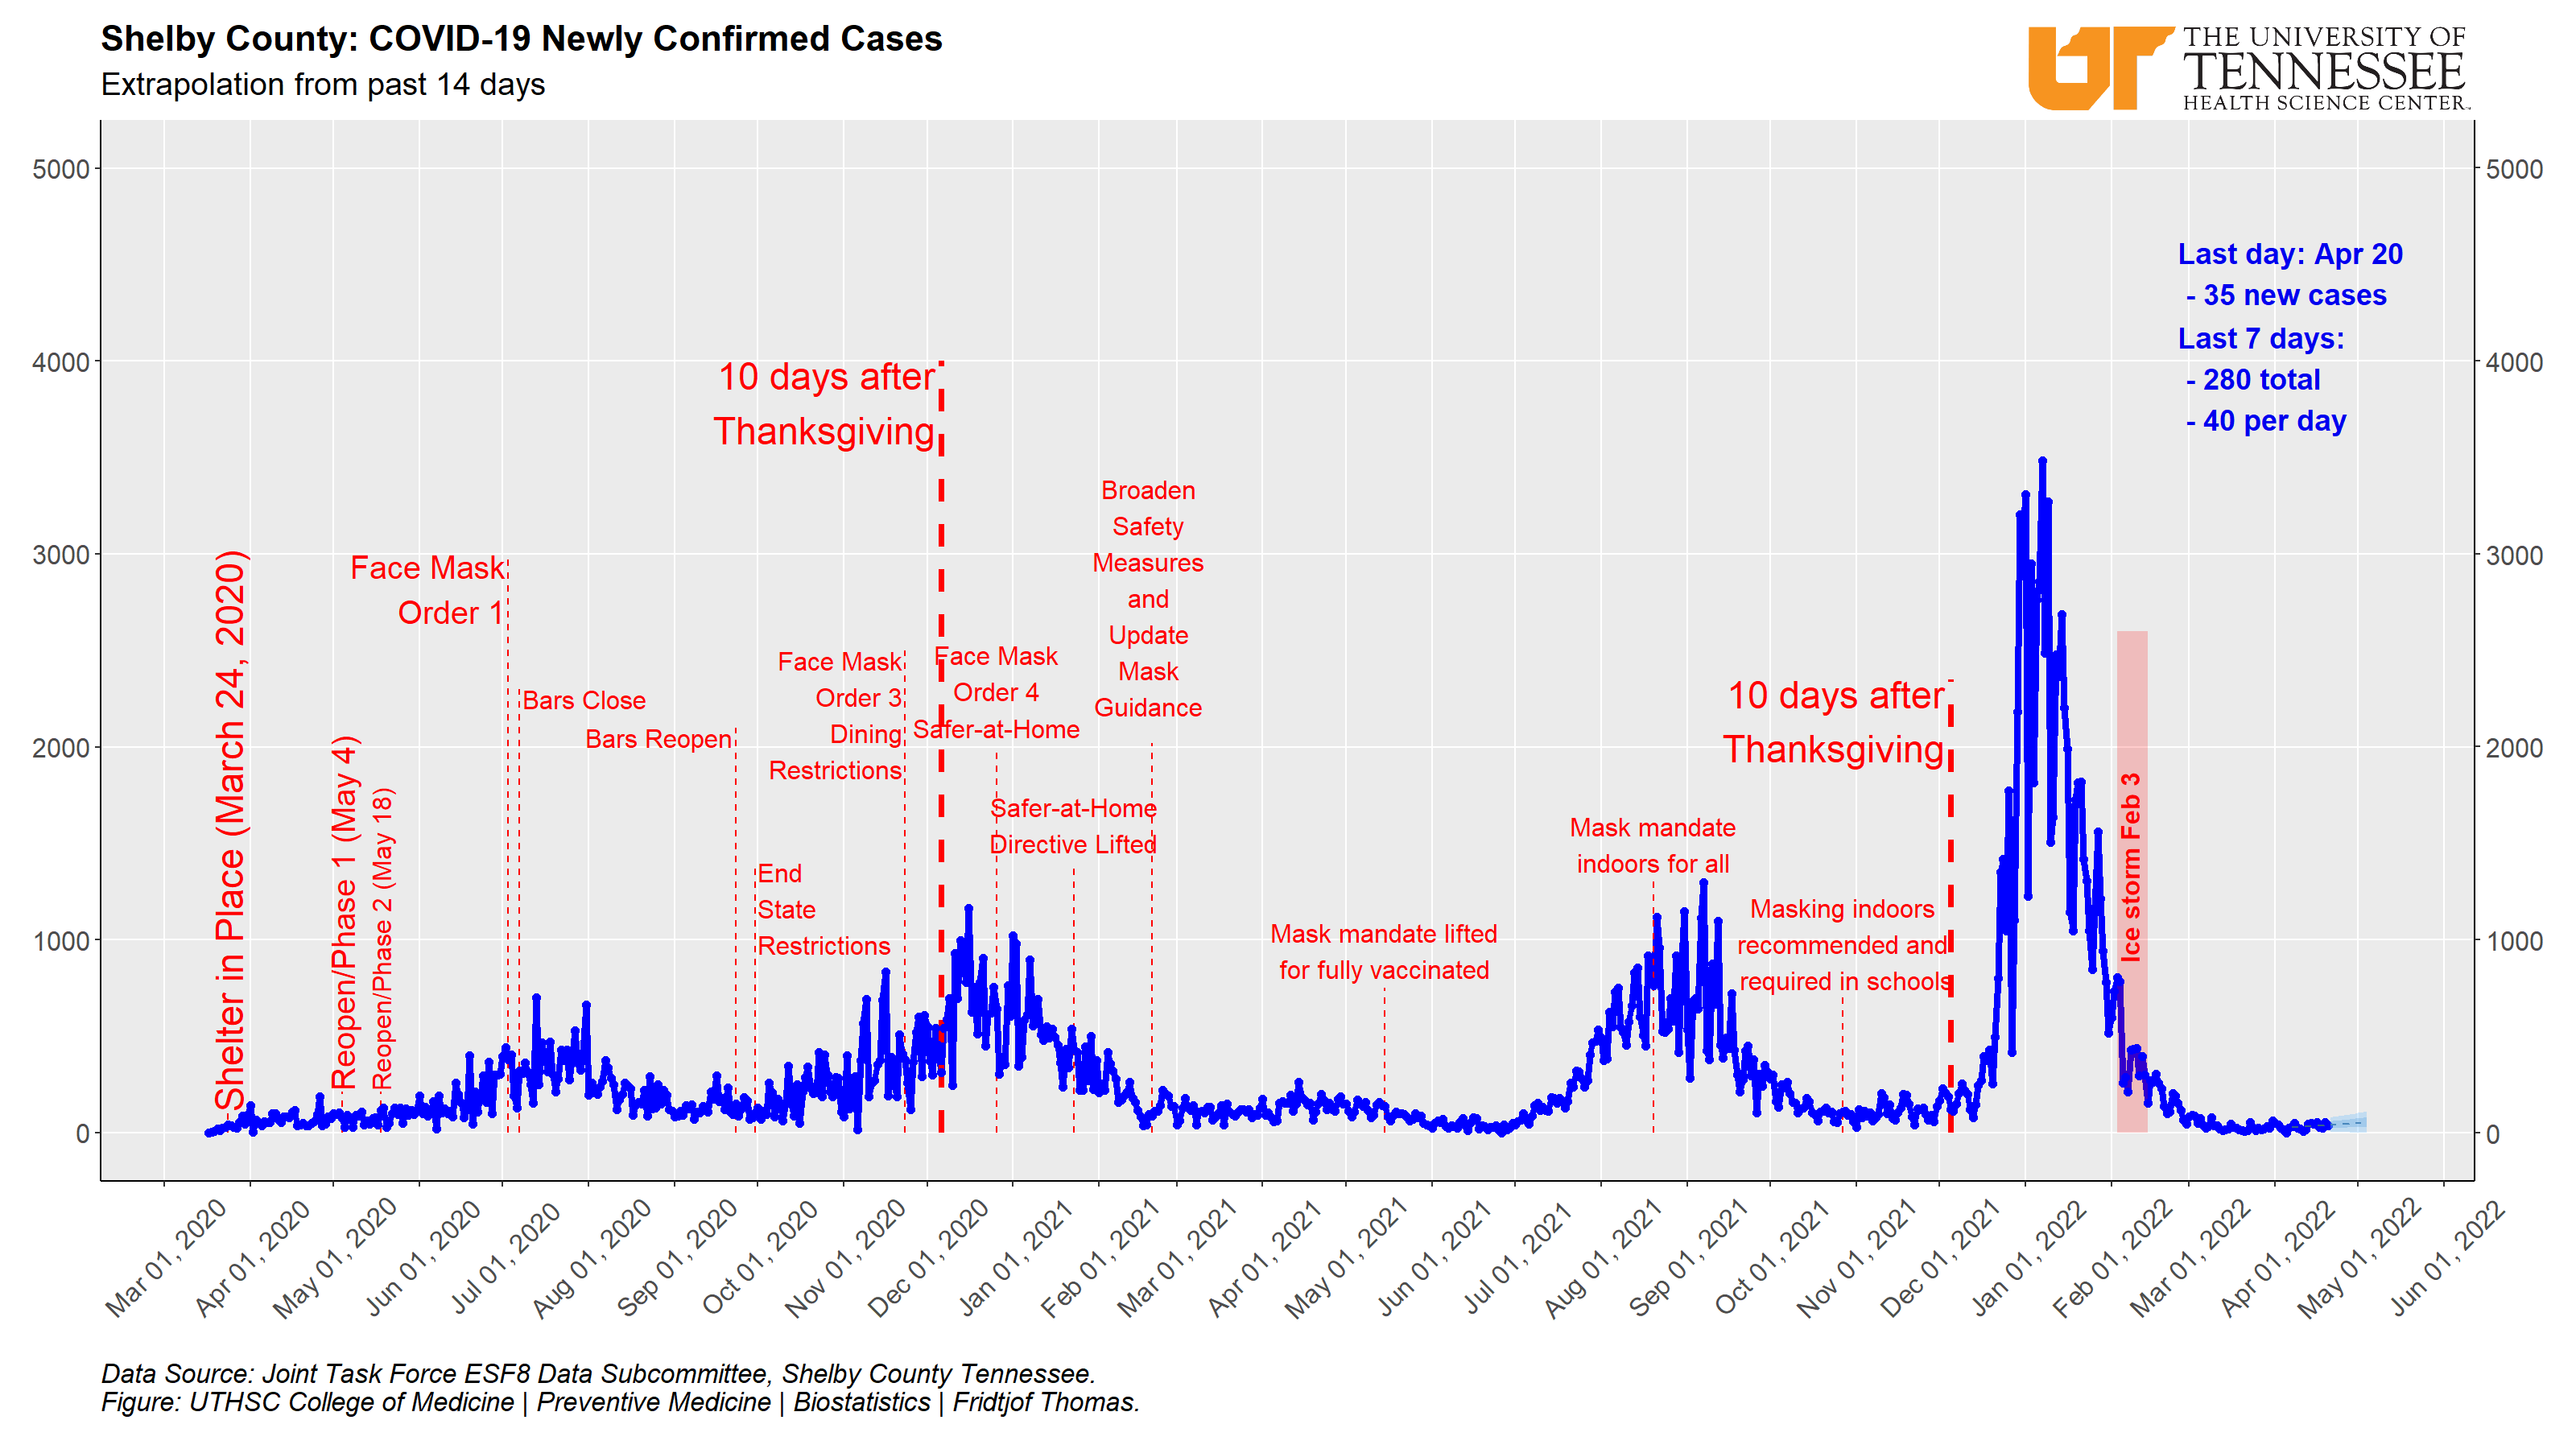 Shelby County: COVID-19 Newly Confirmed Cases
Extrapolation from past 14 days
THE UNIVERSITY OF
TENNESSEE
HEALTH SCIENCE CENTER™
UT
5000
4000
3000
2000
1000
0
5000
4000
3000
2000
1000
0
Last day: Apr 20
- 35 new cases
Last 7 days:
- 280 total
- 40 per day
Shelter in Place (March 24, 2020)
Reopen/Phase 1 (May 4)
Reopen/Phase 2 (May 18)
Face Mask
Order 1
Bars Close
Bars Reopen
End
State
Restrictions
Face Mask
Order 3
Dining
Restrictions
10 days after
Thanksgiving
Face Mask
Order 4
Safer-at-Home
Safer-at-Home
Directive Lifted
Broaden
Safety
Measures
and
Update
Mask
Guidance
Mask mandate lifted
for fully vaccinated
Mask mandate
indoors for all
Masking indoors
recommended and
required in schools
10 days after
Thanksgiving
Ice storm Feb 3
Mar 01, 2020
Apr 01, 2020
May 01, 2020
Jun 01, 2020
Jul 01, 2020
Aug 01, 2020
Sep 01, 2020
Oct 01, 2020
Nov 01, 2020
Dec 01, 2020
Jan 01, 2021
Feb 01, 2021
Mar 01, 2021
Apr 01, 2021
May 01, 2021
Jun 01, 2021
Jul 01, 2021
Aug 01, 2021
Sep 01, 2021
Oct 01, 2021
Nov 01, 2021
Dec 01, 2021
Jan 01, 2022
Feb 01, 2022
Mar 01, 2022
Apr 01, 2022
May 01, 2022
Jun 01, 2022
Data Source: Joint Task Force ESF8 Data Subcommittee, Shelby County Tennessee.
Figure: UTHSC College of Medicine | Preventive Medicine | Biostatistics | Fridtjof Thomas.